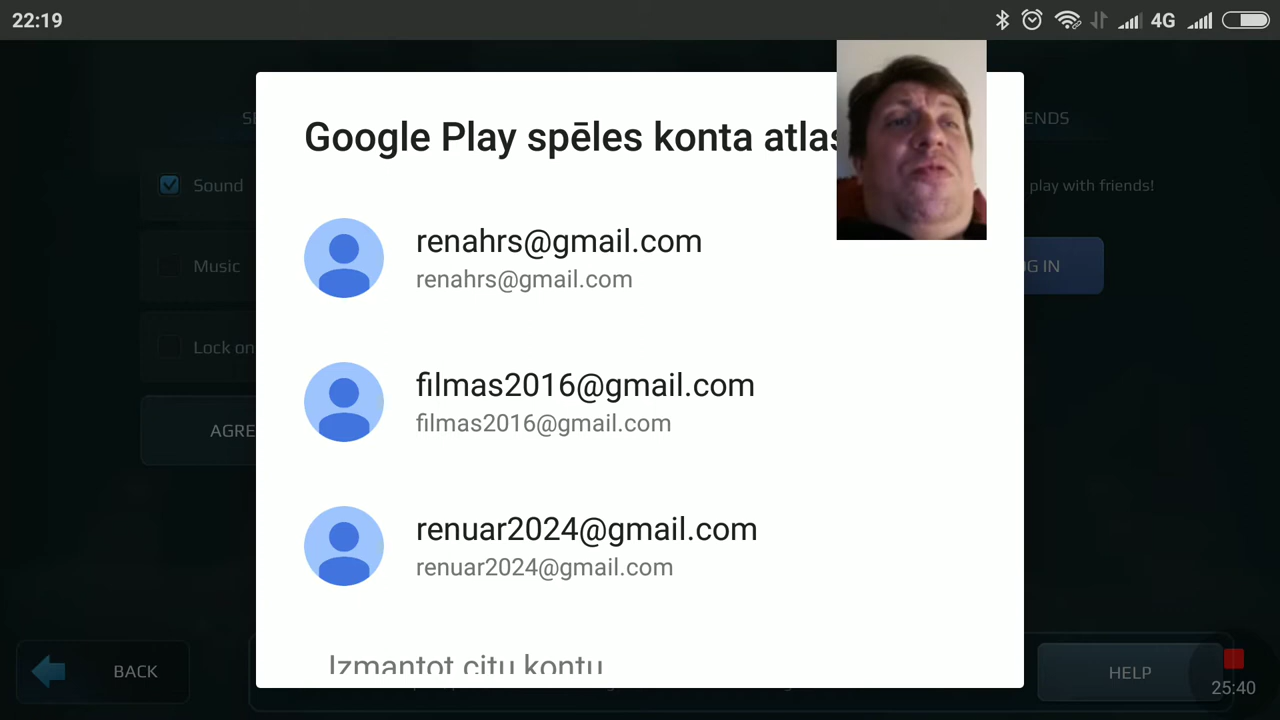 22:19
4G
Google Play spēles konta
ENDS
Sound
play with friends!
renahrs@gmail.com
renahrs@gmail.com
Music
IN
Lock on
filmas2016@gmail.com
filmas2016@gmail.com
AGRE
renuar2024@gmail.com
renuar2024@gmail.com
Izmantot citu kontu
BACK
HELP
25:40